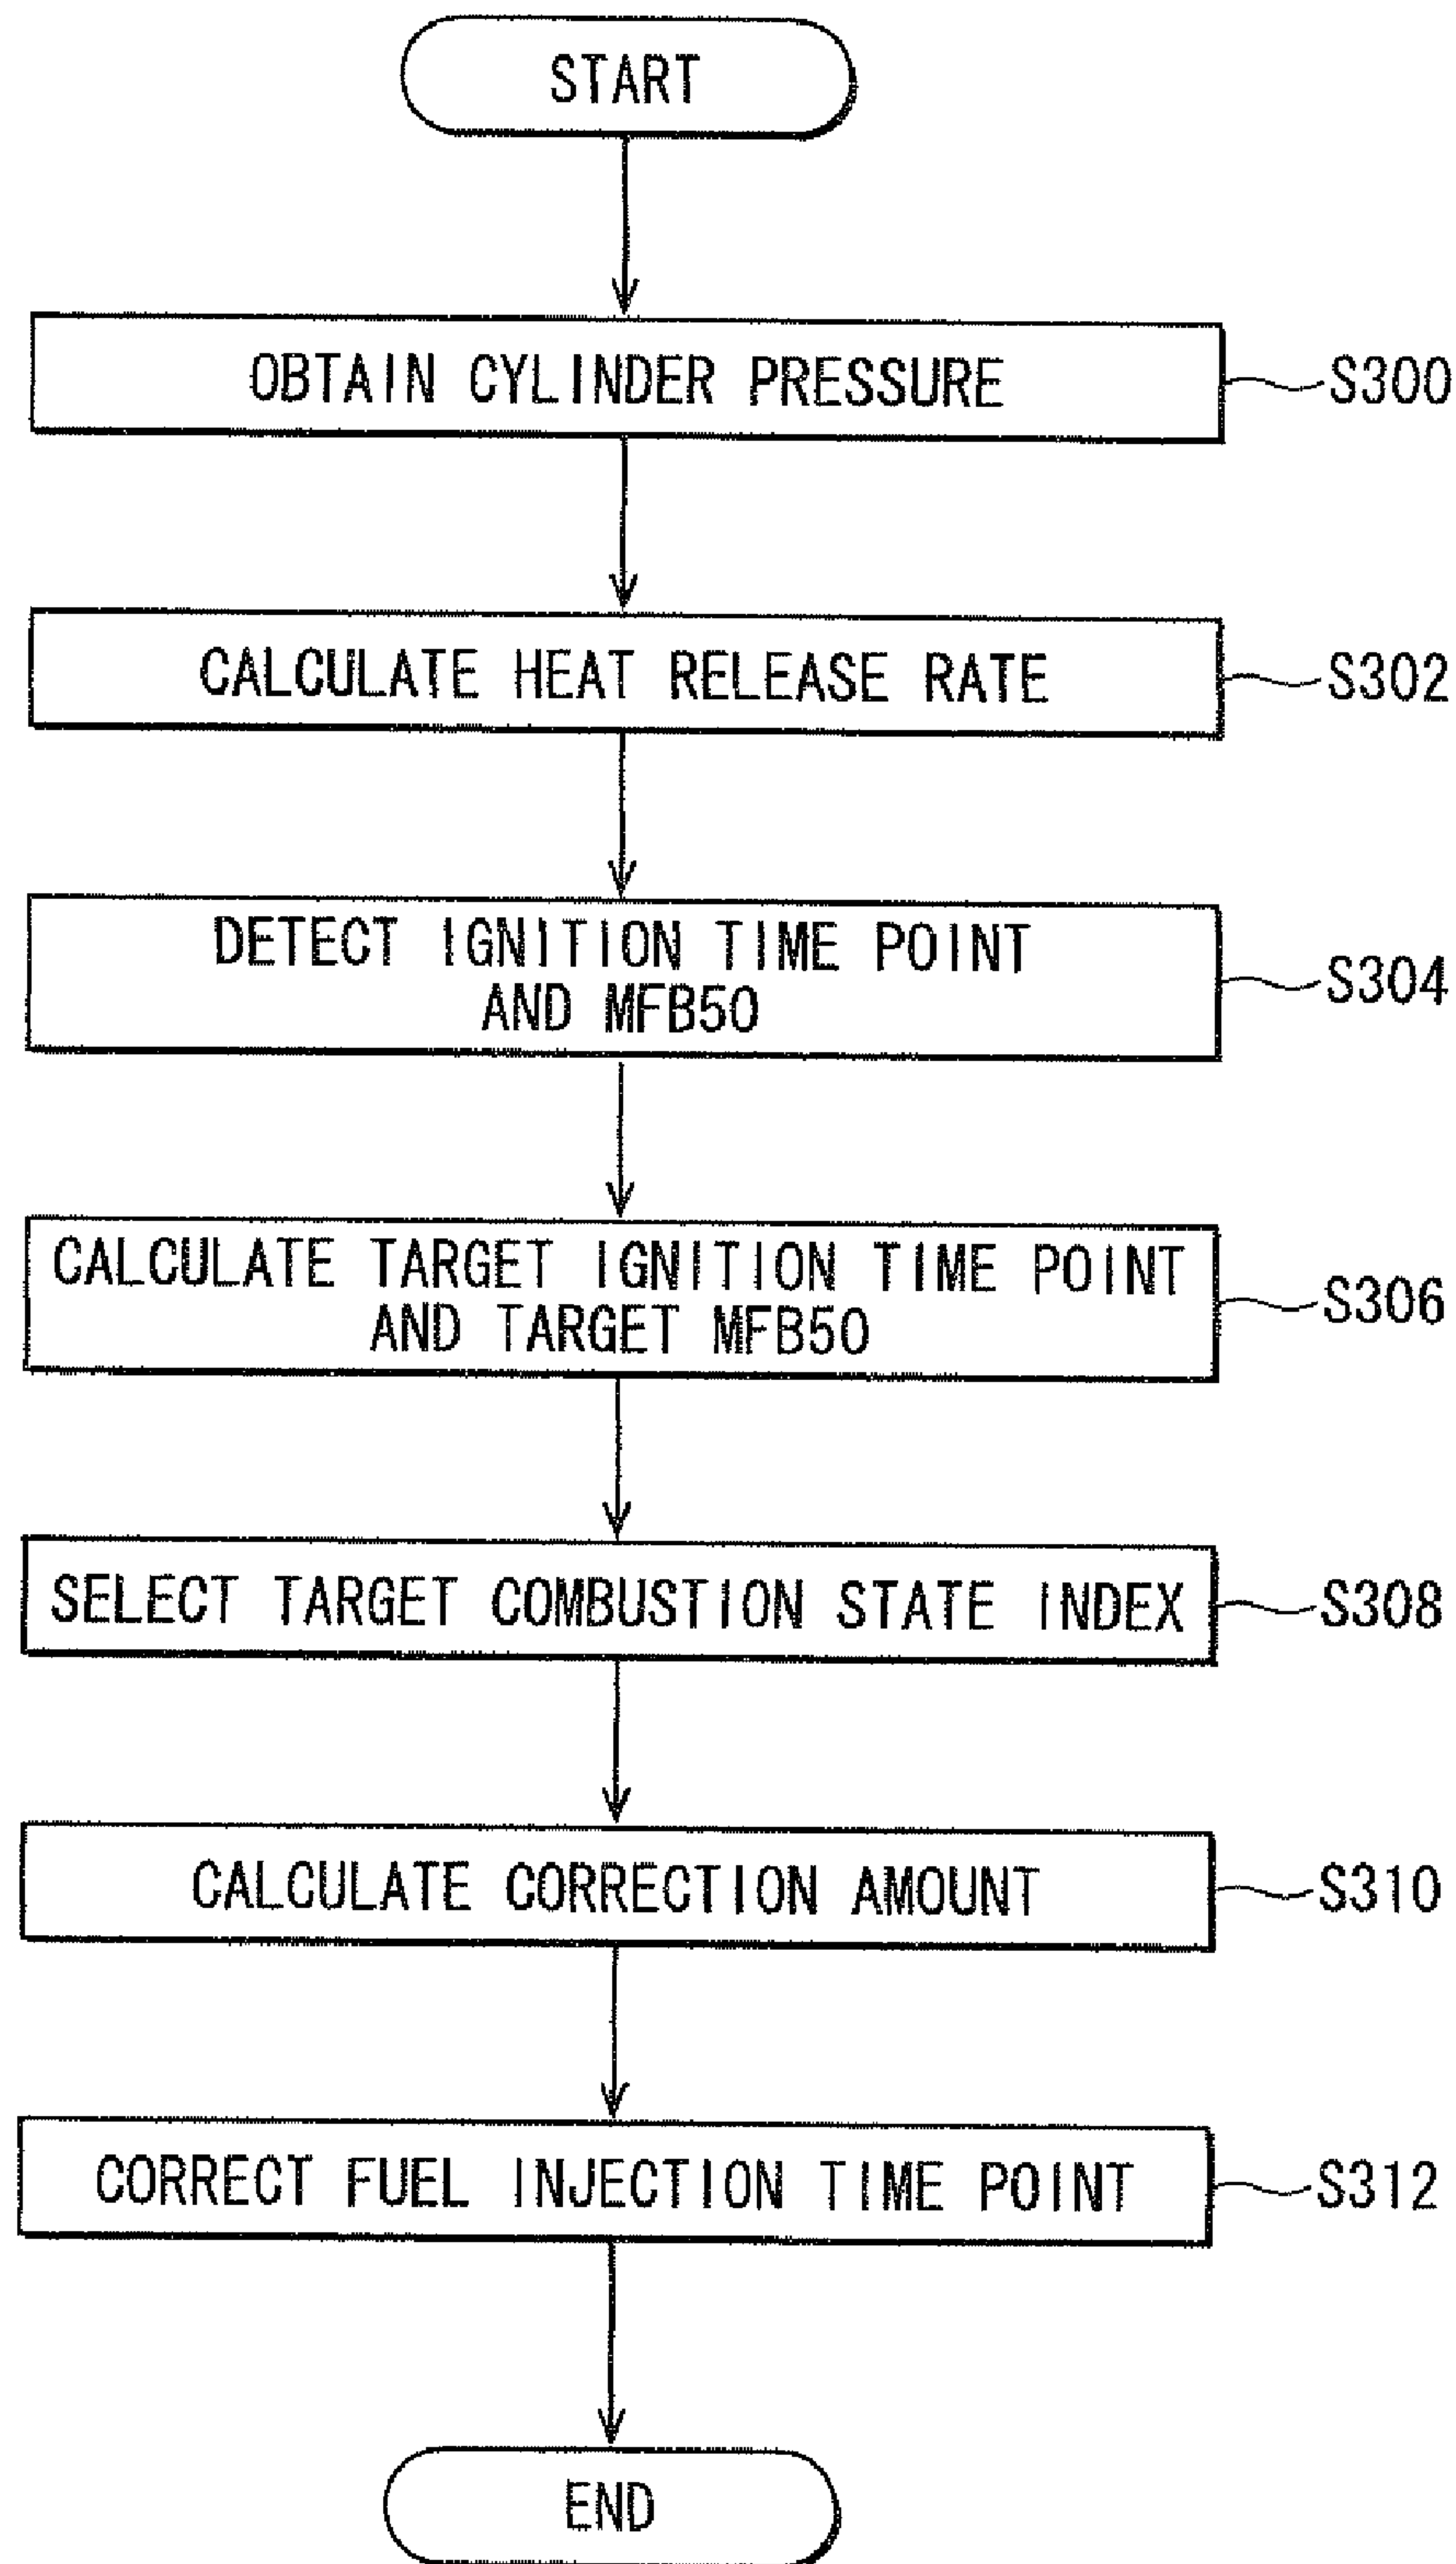 START
OBTAIN CYLINDER PRESSURE
S300
CALCULATE HEAT RELEASE RATE
S302
DETECT IGNITION TIME POINT
AND MFB50
S304
CALCULATE TARGET IGNITION TIME POINT
AND TARGET MFB50
S306
SELECT TARGET COMBUSTION STATE INDEX
S308
CALCULATE CORRECTION AMOUNT
S310
CORRECT FUEL INJECTION TIME POINT
S312
END